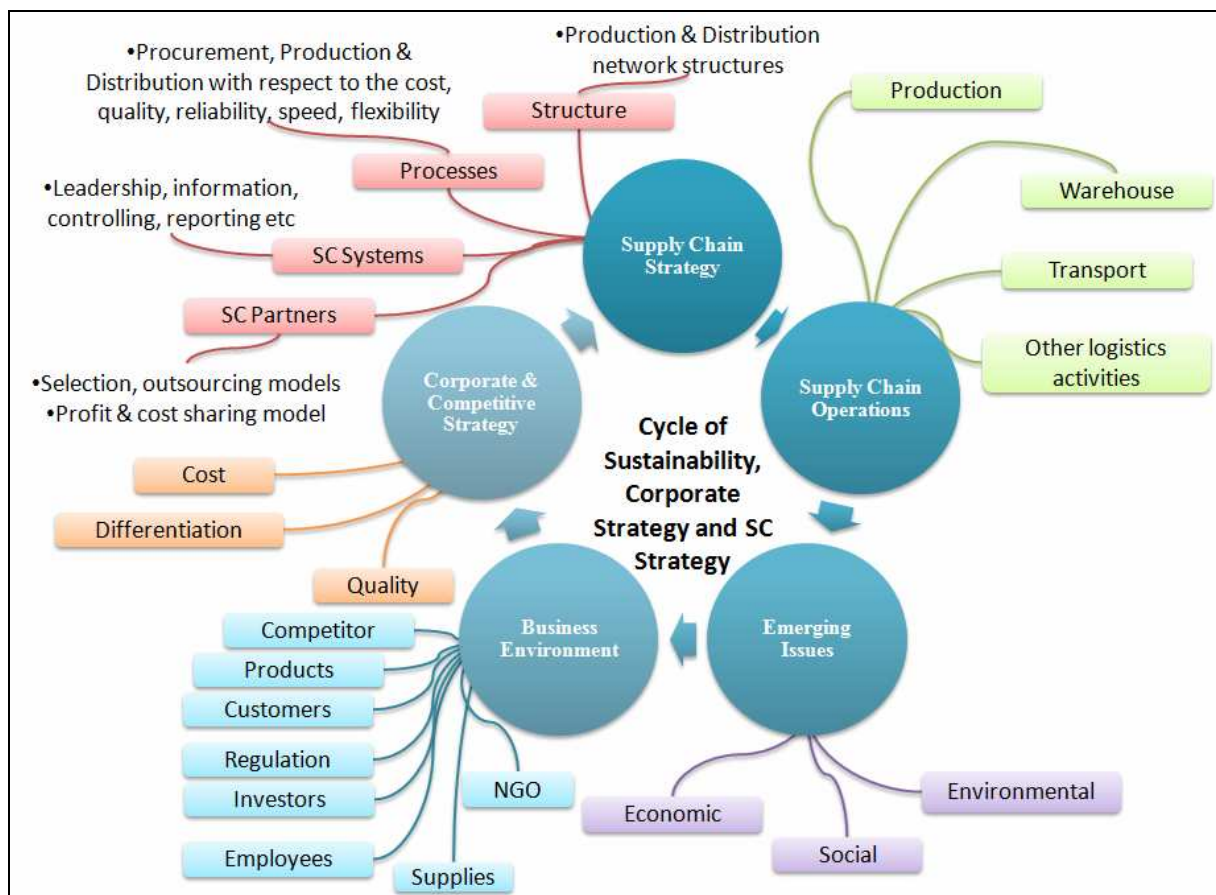 •Procurement, Production &
Distribution with respect to the cost,
quality, reliability, speed, flexibility
•Production & Distribution
network structures
Structure
Processes
•Leadership, information,
controlling, reporting etc
SC Systems
SC Partners
•Selection, outsourcing models
•Profit & cost sharing model
Supply Chain
Strategy
Production
Warehouse
Transport
Other logistics
activities
Supply Chain
Operations
Corporate &
Competitive
Strategy
Cost
Differentiation
Quality
Cycle of
Sustainability,
Corporate
Strategy and SC
Strategy
Business
Environment
Competitor
Products
Customers
Regulation
Investors
Employees
Supplies
NGO
Emerging
Issues
Economic
Social
Environmental